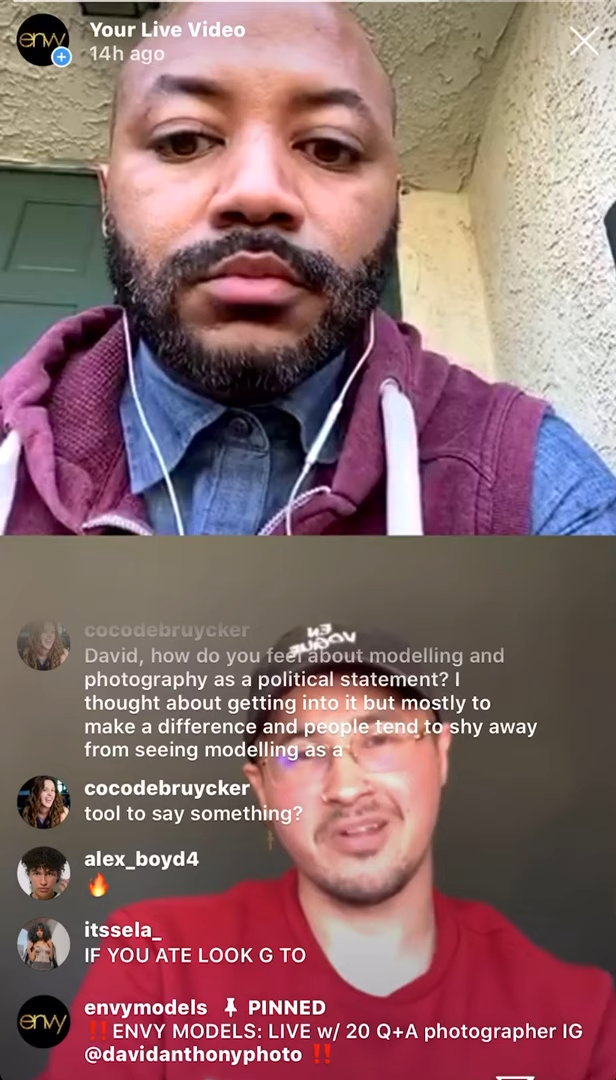 envy
Your Live Video
14h ago
EN
VOGUE
cocodebruycker
David, how do you feel about modelling and
photography as a political statement? I
thought about getting into it but mostly to
make a difference and people tend to shy away
from seeing modelling as a
cocodebruycker
tool to say something?
alex_boyd4
🔥
itssela_
IF YOU ATE LOOK G TO
envy
envymodels PINNED
‼️ENVY MODELS: LIVE w/ 20 Q+A photographer IG
@davidanthonyphoto ‼️